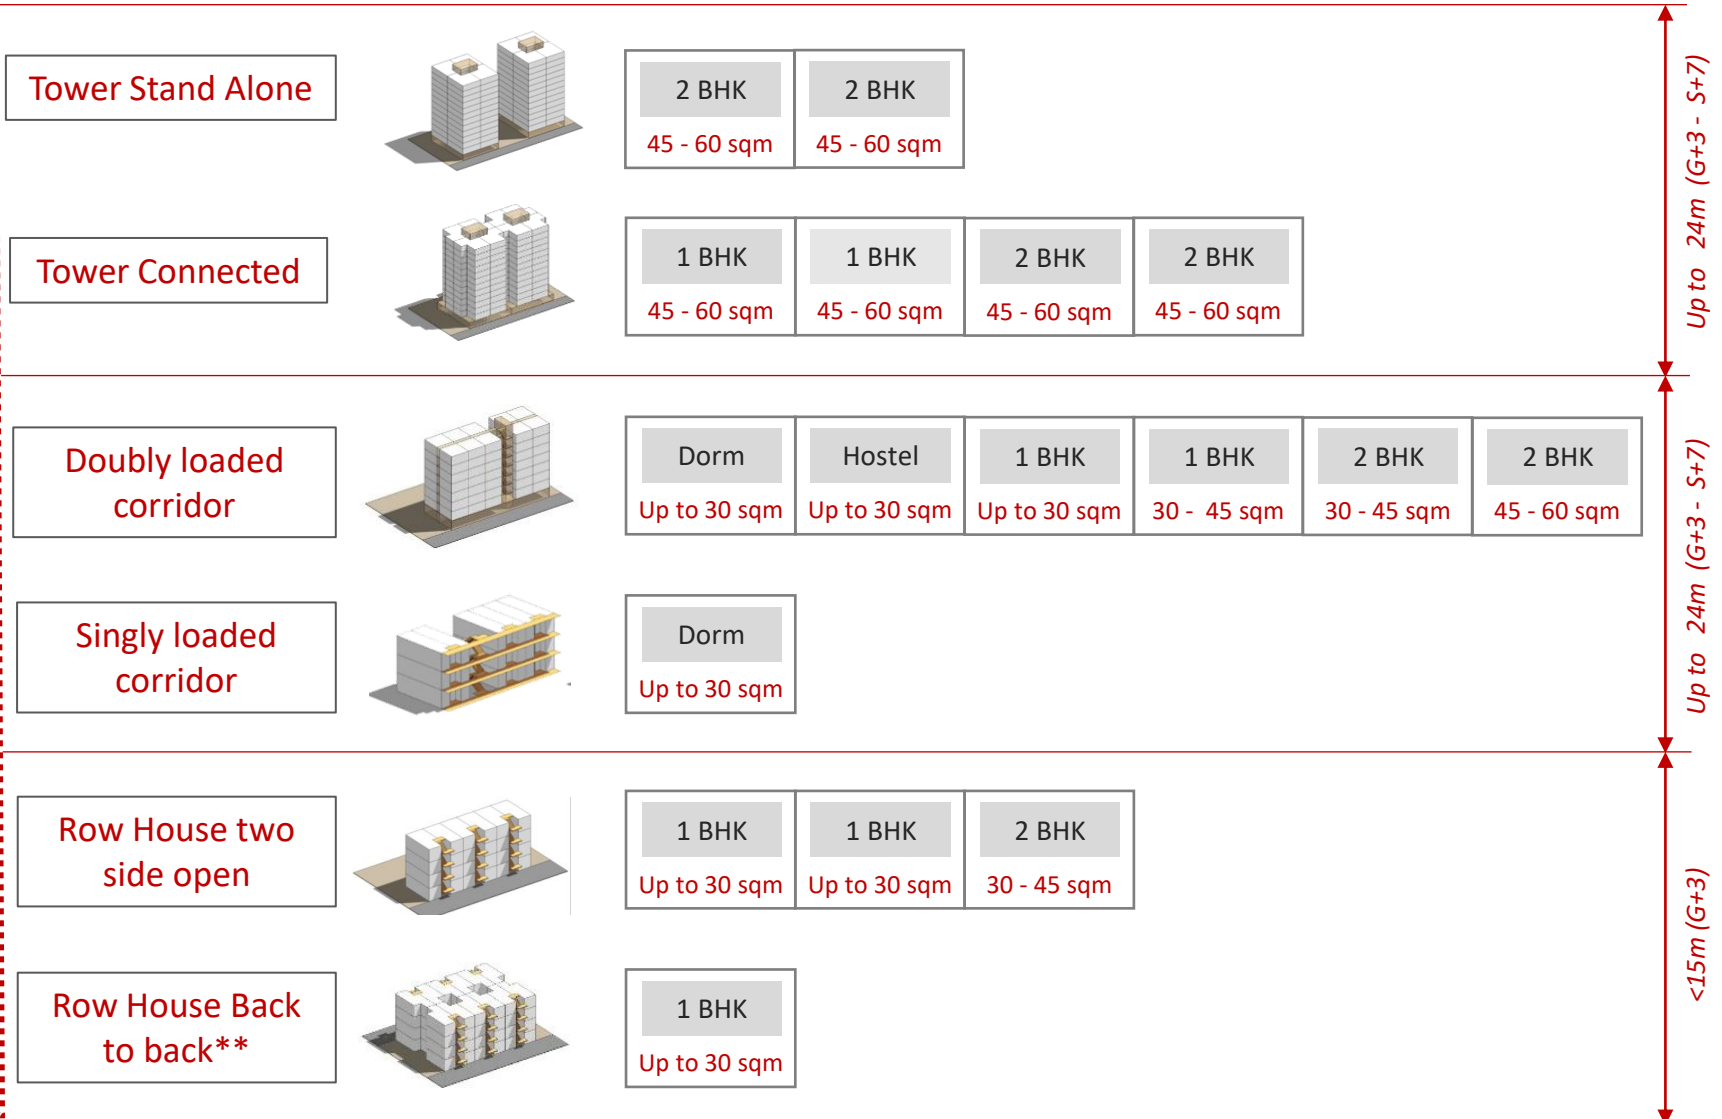 Tower Stand Alone
2 BHK
45 - 60 sqm
2 BHK
45 - 60 sqm
Tower Connected
1 BHK
45 - 60 sqm
1 BHK
45 - 60 sqm
2 BHK
45 - 60 sqm
2 BHK
45 - 60 sqm
Up to 24m (G+3 - S+7)
Doubly loaded
corridor
Dorm
Up to 30 sqm
Hostel
Up to 30 sqm
1 BHK
Up to 30 sqm
1 BHK
30 - 45 sqm
2 BHK
30 - 45 sqm
2 BHK
45 - 60 sqm
Singly loaded
corridor
Dorm
Up to 30 sqm
Up to 24m (G+3 - S+7)
Row House two
side open
1 BHK
Up to 30 sqm
1 BHK
Up to 30 sqm
2 BHK
30 - 45 sqm
Row House Back
to back**
1 BHK
Up to 30 sqm
<15m (G+3)